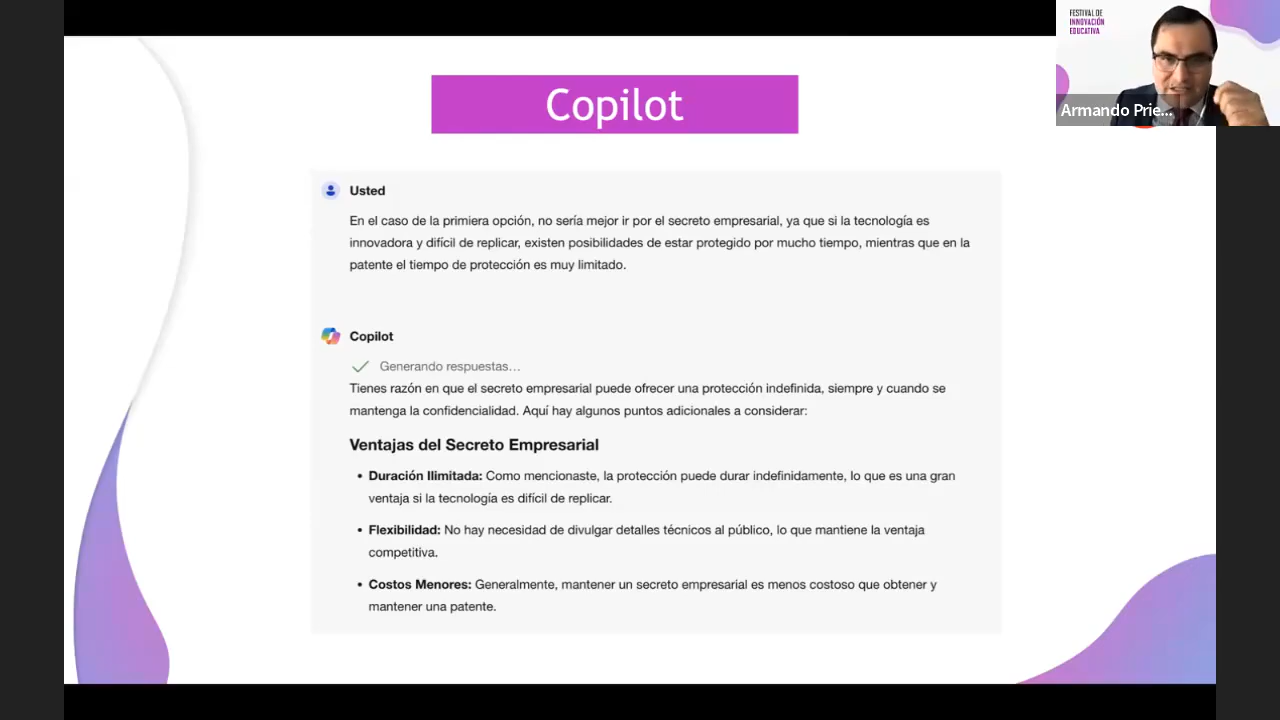 FESTIVAL DE
INNOVACIÓN
EDUCATIVA
Armando Prie...
Copilot
Usted
En el caso de la primiera opción, no sería mejor ir por el secreto empresarial, ya que si la tecnología es
innovadora y difícil de replicar, existen posibilidades de estar protegido por mucho tiempo, mientras que en la
patente el tiempo de protección es muy limitado.
Copilot
Generando respuestas…
Tienes razón en que el secreto empresarial puede ofrecer una protección indefinida, siempre y cuando se
mantenga la confidencialidad. Aquí hay algunos puntos adicionales a considerar:
Ventajas del Secreto Empresarial
• Duración Ilimitada: Como mencionaste, la protección puede durar indefinidamente, lo que es una gran
ventaja si la tecnología es difícil de replicar.
• Flexibilidad: No hay necesidad de divulgar detalles técnicos al público, lo que mantiene la ventaja
competitiva.
• Costos Menores: Generalmente, mantener un secreto empresarial es menos costoso que obtener y
mantener una patente.